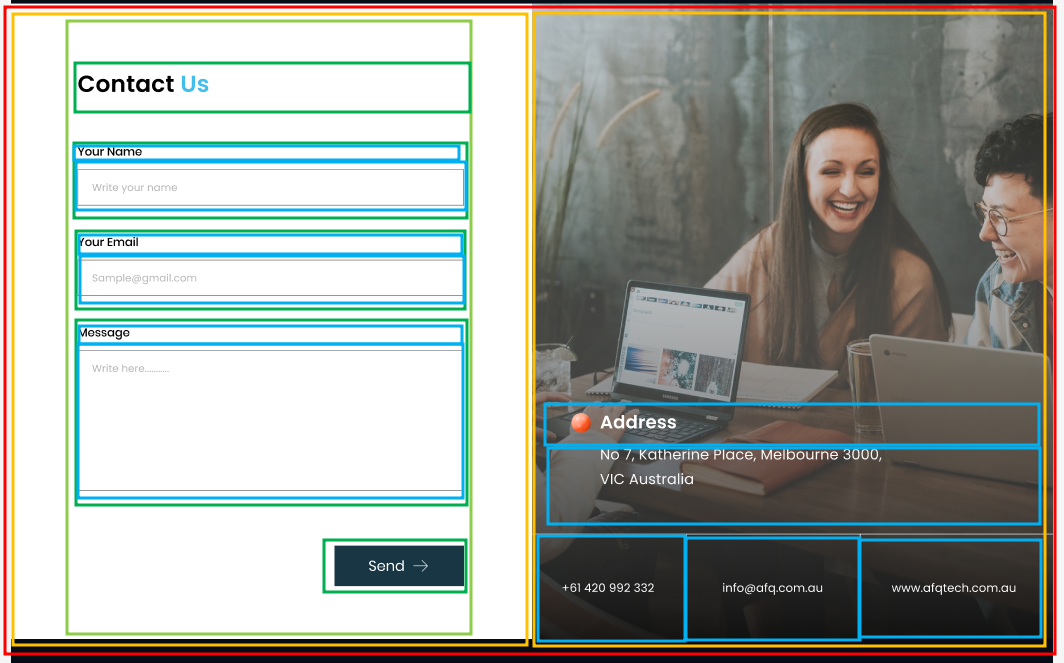 Contact Us
Your Name
Write your name
Your Email
Sample@gmail.com
Message
Write here..........
Send
Address
No 7, Katherine Place, Melbourne 3000,
VIC Australia
+61 420 992 332
info@afq.com.au
www.afqtech.com.au